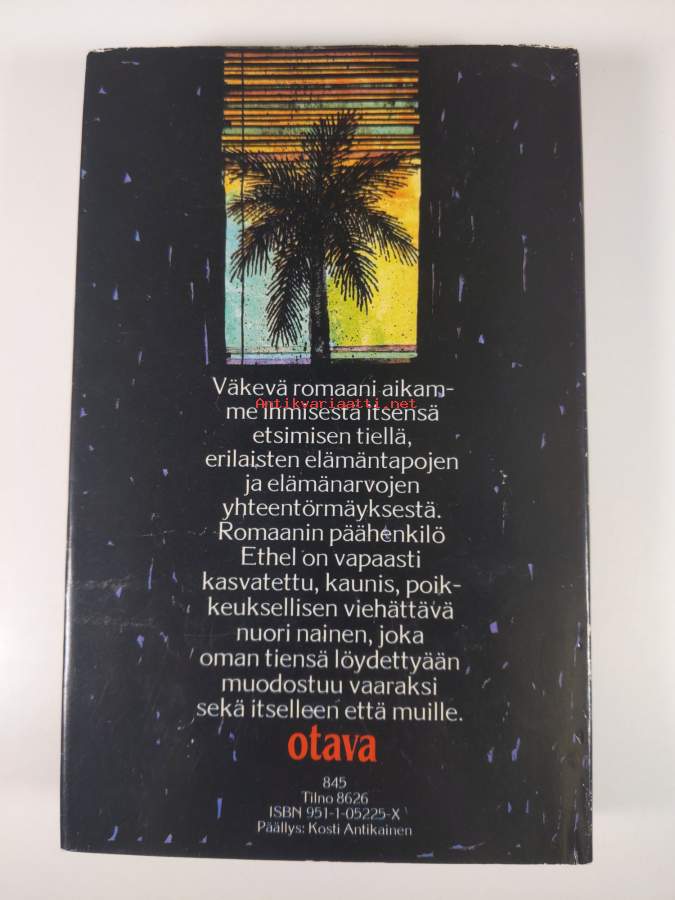 Väkevä romaani aikam-
Antikvariaatti.net
me ihmisestä itsensä
etsimisen tiellä,
erilaisten elämäntapojen
ja elämänarvojen
yhteentörmäyksestä.
Romaanin päähenkilö
Ethel on vapaasti
kasvatettu, kaunis, poik-
keuksellisen viehättävä
nuori nainen, joka
oman tiensä löydettyään
muodostuu vaaraksi
sekä itselleen että muille.
otava
845
Tilno 8626
ISBN 951-1-05225-X
Päällys: Kosti Antikainen